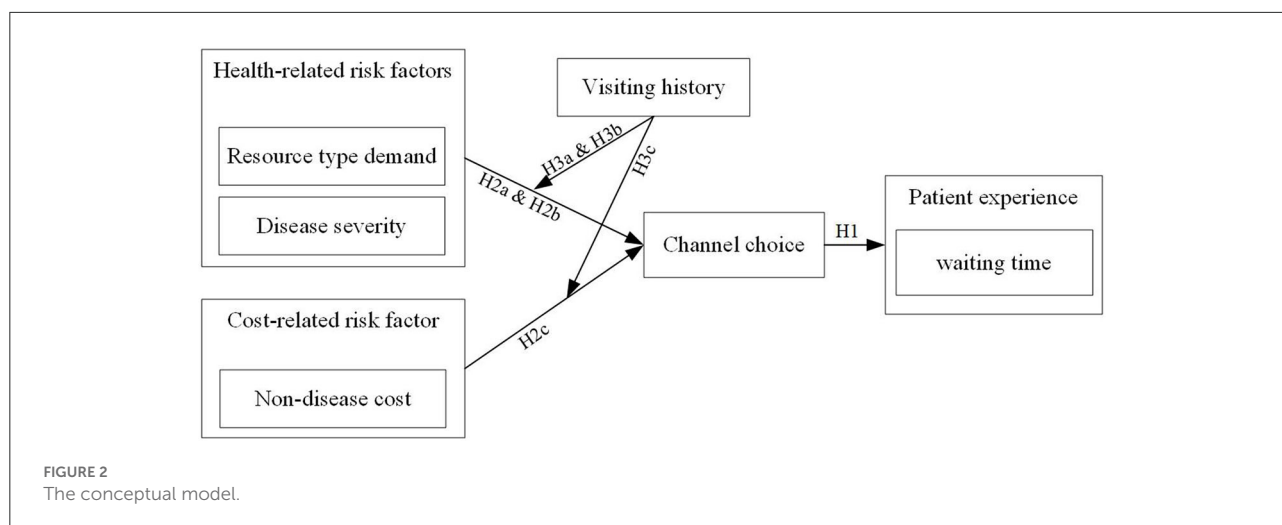 Health-related risk factors
Resource type demand
Disease severity
Visiting history
H3a & H3b
H3c
H2a & H2b
Channel choice
H1
Patient experience
waiting time
Cost-related risk factor
Non-disease cost
H2c
FIGURE 2
The conceptual model.